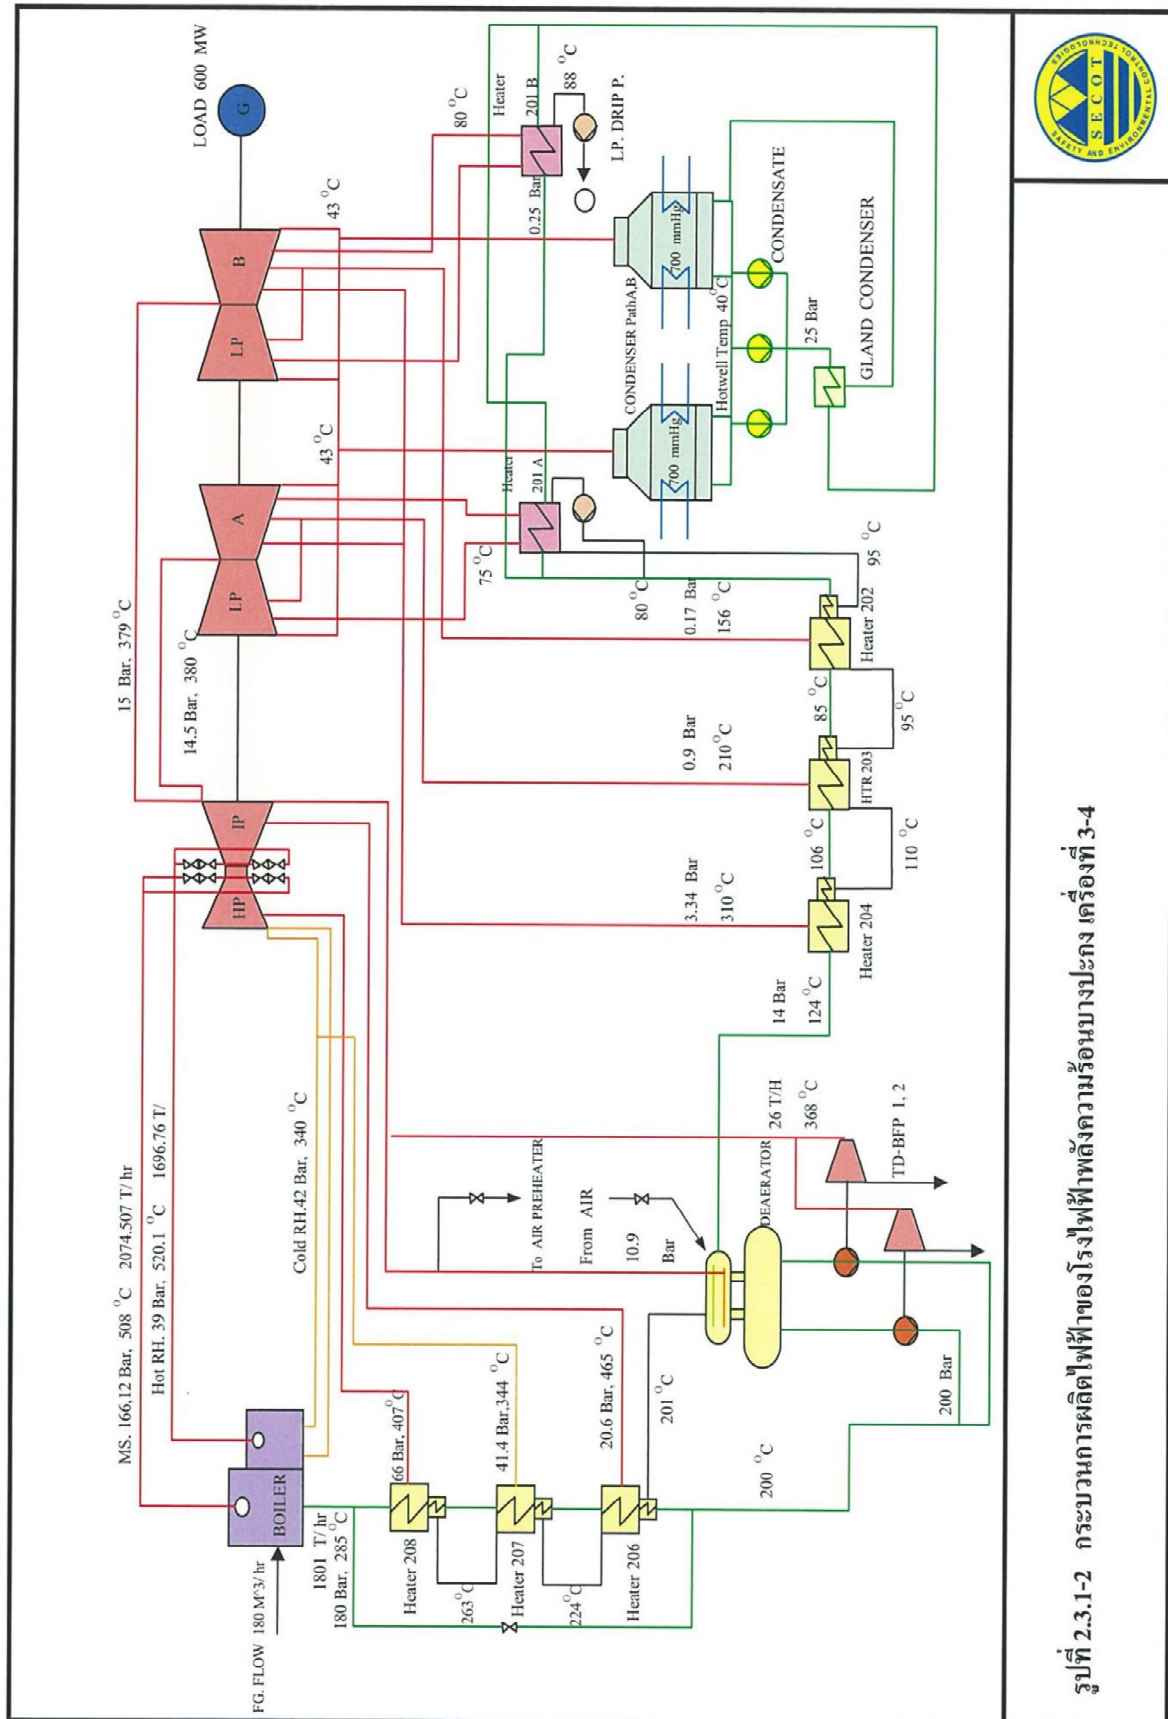 LOAD 600 MW
G
MS. 166.12 Bar, 508 °C 2074.507 T/ hr
Hot RH. 39 Bar, 520.1 °C 1696.76 T/
15 Bar, 379 °C
14.5 Bar, 380 °C
Cold RH.42 Bar, 340 °C
HP
IP
LP
A
LP
B
43 °C
43 °C
80 °C
75 °C
Heater
201 A
Heater
201 B
88 °C
0.25 Bar
L.P. DRIP P.
80 °C
FG. FLOW 180 M^3/ hr
BOILER
1801 T/ hr
180 Bar, 285°C
66 Bar, 407°C
41.4 Bar,344 °C
20.6 Bar, 465 °C
Heater 208
263°C
Heater 207
224°C
Heater 206
201 °C
200 °C
200 Bar
To AIR PREHEATER
From AIR
10.9
Bar
DEAERATOR
26 T/H
368 °C
TD-BFP 1, 2
14 Bar
124 °C
3.34 Bar
310°C
0.9 Bar
210°C
0.17 Bar
156 °C
Heater 204
106°C
110 °C
HTR 203
85 °C
95 °C
Heater 202
95 °C
CONDENSER PathA,B
700 mmHg
700 mmHg
Hotwell Temp 40°C
CONDENSATE
25 Bar
GLAND CONDENSER
SECOT
SAFETY AND ENVIRONMENTAL CONTROL TECHNOLOGIES
รูปที่ 2.3.1-2 กระบวนการผลิตไฟฟ้าของโรงไฟฟ้าพลังความร้อนบางปะกง เครื่องที่ 3-4